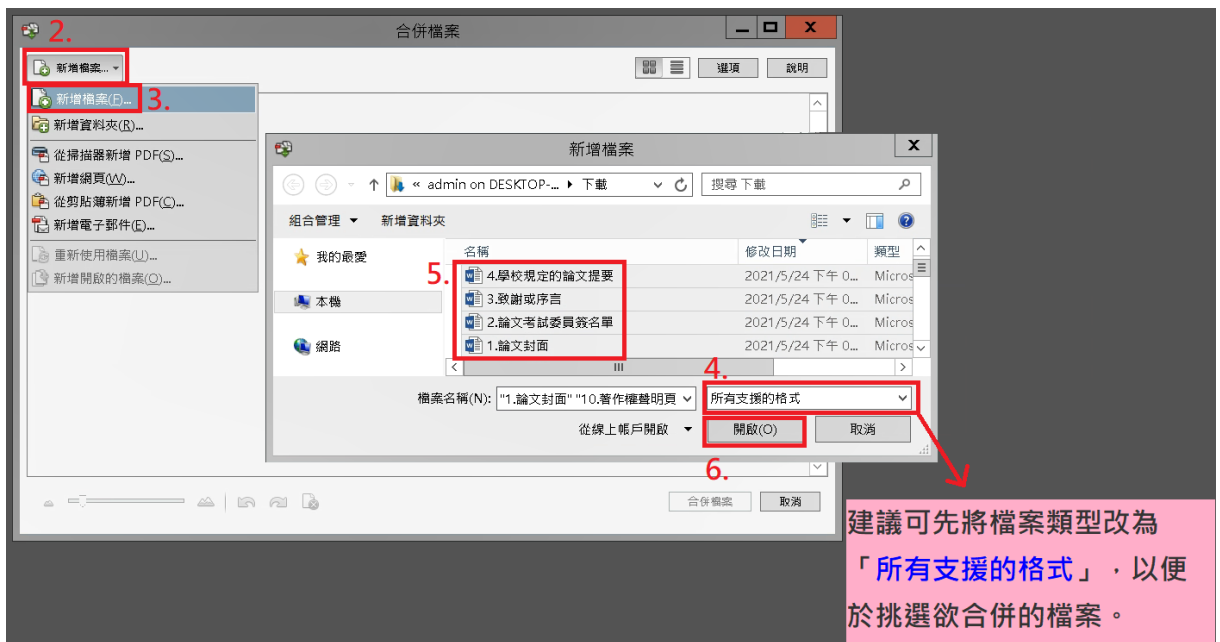 2.
合併檔案
新增檔案...
選項
說明
新增檔案(F)...
3.
新增資料夾(R)...
從掃描器新增 PDF(S)...
新增網頁(W)...
從剪貼簿新增 PDF(C)...
新增電子郵件(E)...
重新使用檔案(U)...
新增開啟的檔案(O)...
新增檔案
« admin on DESKTOP-... ▸ 下載
搜尋 下載
組合管理
新增資料夾
我的最愛
本機
網路
名稱
修改日期
類型
5.
4.學校規定的論文提要
2021/5/24 下午 0...
Micros
3.致謝或序言
2021/5/24 下午 0...
Micros
2.論文考試委員簽名單
2021/5/24 下午 0...
Micros
1.論文封面
2021/5/24 下午 0...
Micros
4.
檔案名稱(N):
"1.論文封面" "10.著作權聲明頁
所有支援的格式
從線上帳戶開啟
開啟(O)
取消
6.
合併檔案
取消
建議可先將檔案類型改為
「所有支援的格式」，以便
於挑選欲合併的檔案。